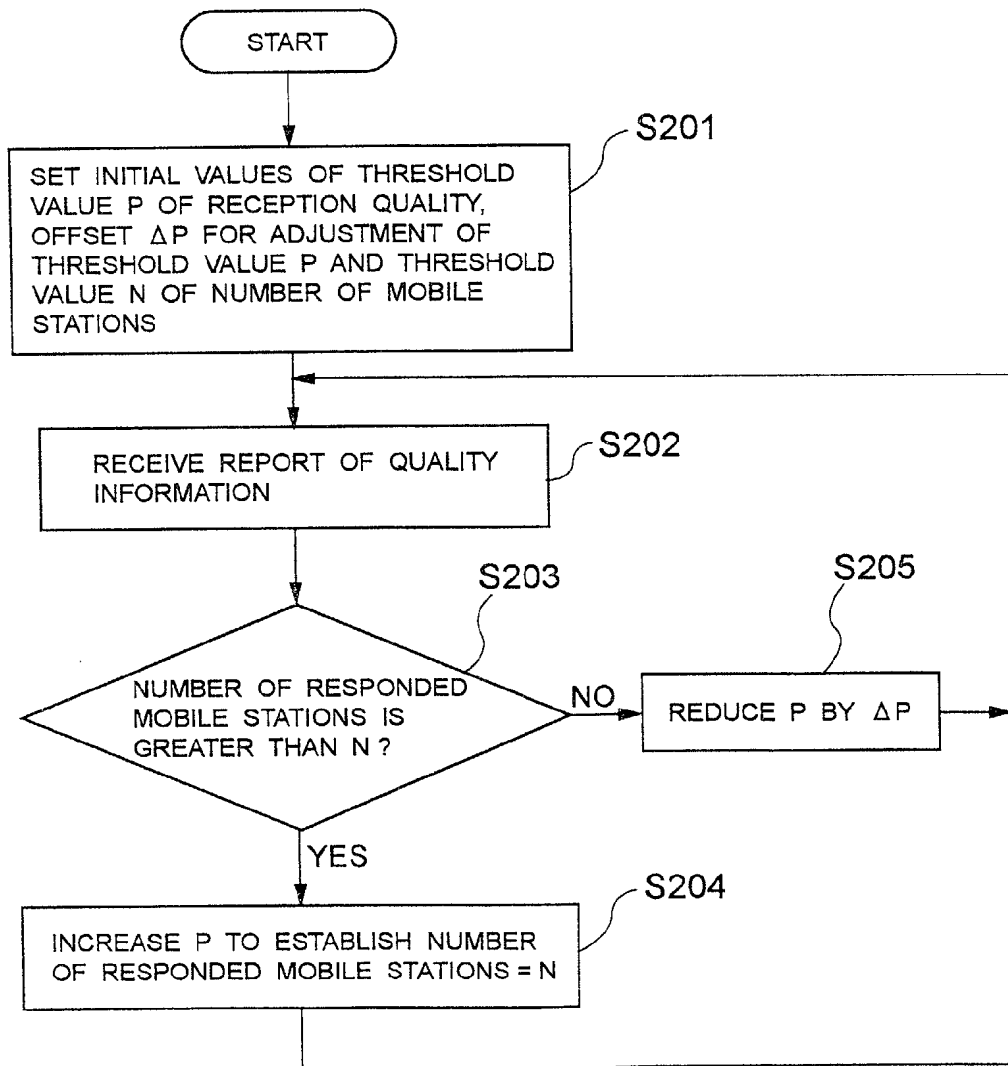 START
S201
SET INITIAL VALUES OF THRESHOLD
VALUE P OF RECEPTION QUALITY,
OFFSET ΔP FOR ADJUSTMENT OF
THRESHOLD VALUE P AND THRESHOLD
VALUE N OF NUMBER OF MOBILE
STATIONS
S202
RECEIVE REPORT OF QUALITY
INFORMATION
S203
NUMBER OF RESPONDED
MOBILE STATIONS IS
GREATER THAN N ?
NO
S205
REDUCE P BY ΔP
YES
S204
INCREASE P TO ESTABLISH NUMBER
OF RESPONDED MOBILE STATIONS = N